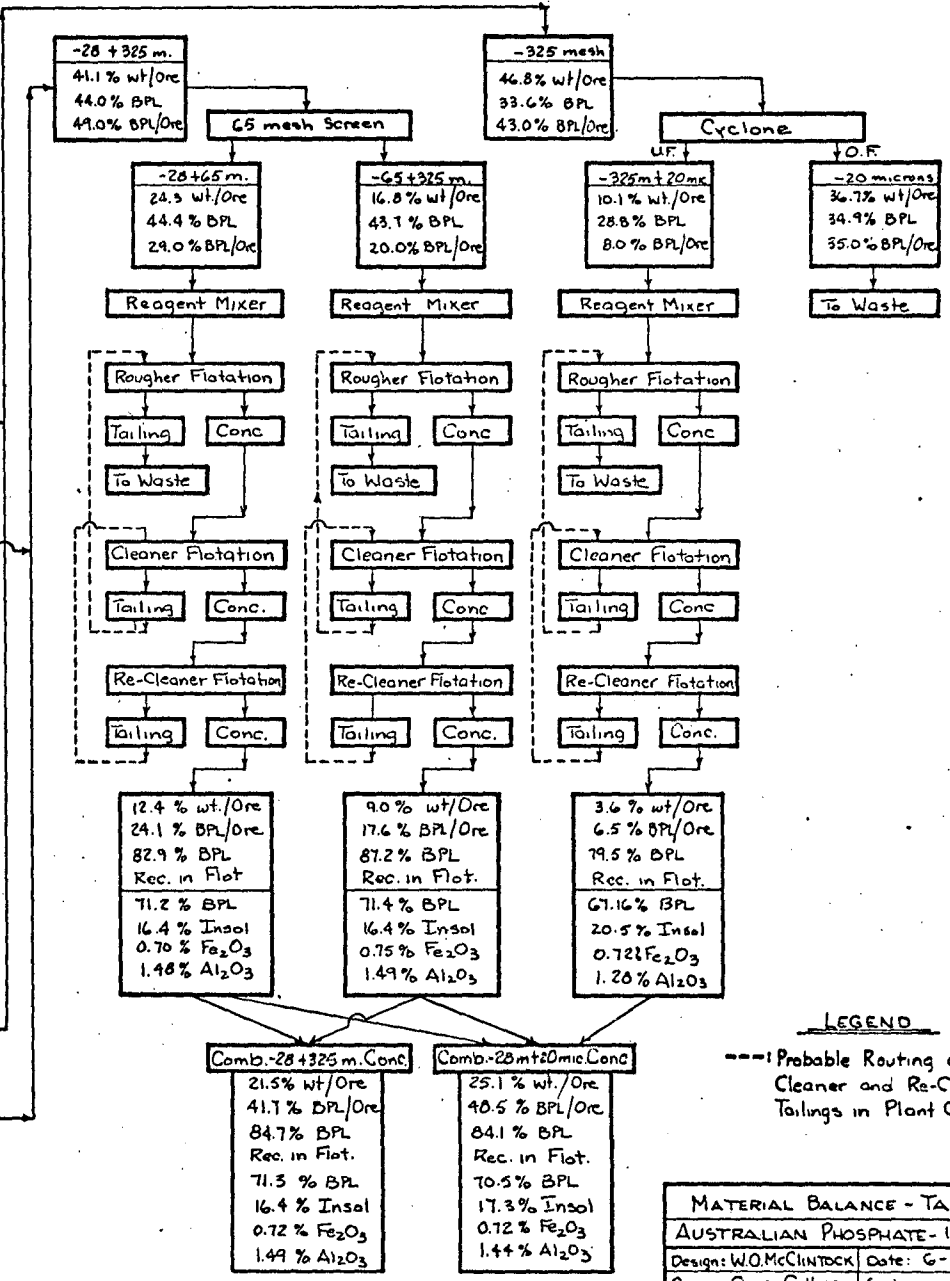 -28 + 325 m.
41.1% wt/Ore
44.0% BPL
49.0% BPL/Ore
-325 mesh
46.8% wt/Ore
33.6% BPL
43.0% BPL/Ore
65 mesh Screen
Cyclone
U.F.
O.F.
-28+65 m.
24.3 wt./Ore
44.4% BPL
29.0% BPL/Ore
-65+325 m.
16.8% wt/Ore
43.7% BPL
20.0% BPL/Ore
-325m+20mic
10.1% wt./Ore
28.8% BPL
8.0% BPL/Ore
-20 microns
36.7% wt/Ore
34.9% BPL
35.0% BPL/Ore
Reagent Mixer
Reagent Mixer
Reagent Mixer
To Waste
Rougher Flotation
Rougher Flotation
Rougher Flotation
Tailing
Conc
Tailing
Conc
Tailing
Conc
To Waste
To Waste
To Waste
Cleaner Flotation
Cleaner Flotation
Cleaner Flotation
Tailing
Conc.
Tailing
Conc
Tailing
Conc
Re-Cleaner Flotation
Re-Cleaner Flotation
Re-Cleaner Flotation
Tailing
Conc.
Tailing
Conc.
Tailing
Conc.
12.4 % wt./Ore
24.1 % BPL/Ore
82.9 % BPL
Rec. in Flot
71.2 % BPL
16.4 % Insol
0.70 % Fe₂O₃
1.48% Al₂O₃
9.0% wt/Ore
17.6 % BPL/Ore
87.2% BPL
Rec. in Flot.
71.4% BPL
16.4% Insol
0.75% Fe₂O₃
1.49% Al₂O₃
3.6 % wt/Ore
6.5 % BPL/Ore
79.5 % BPL
Rec. in Flot.
67.16% BPL
20.5% Insol
0.72% Fe₂O₃
1.28% Al₂O₃
Comb.-28+325 m. Conc.
21.5% wt/Ore
41.7 % BPL/Ore
84.7% BPL
Rec. in Flot.
71.3 % BPL
16.4 % Insol
0.72 % Fe₂O₃
1.49 % Al₂O₃
Comb.-28m+20mic.Conc
25.1 % wt./Ore
48.5 % BPL/Ore
84.1 % BPL
Rec. in Flot.
70.5% BPL
17.3% Insol
0.72 % Fe₂O₃
1.44 % Al₂O₃
LEGEND
Probable Routing
Cleaner and Re-C
Tailings in Plant
MATERIAL BALANCE - TA
AUSTRALIAN PHOSPHATE-
Design: W.O. McCLINTOCK Date: 6-